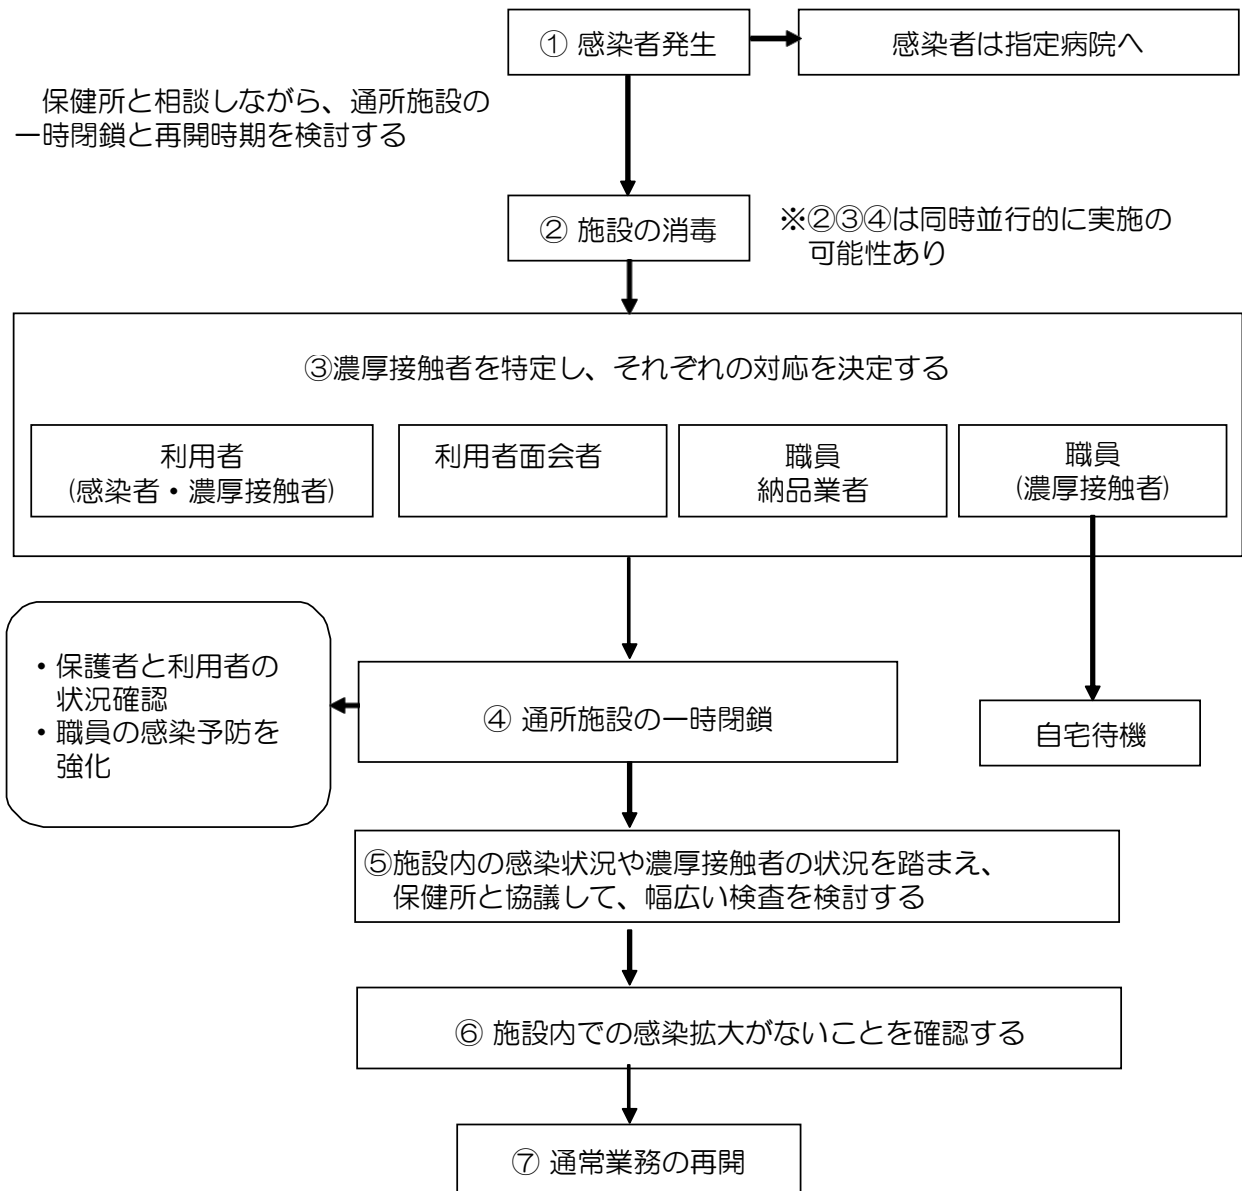 ① 感染者発生
感染者は指定病院へ
保健所と相談しながら、通所施設の
一時閉鎖と再開時期を検討する
② 施設の消毒
※②③④は同時並行的に実施の
可能性あり
③濃厚接触者を特定し、それぞれの対応を決定する
利用者
(感染者・濃厚接触者)
利用者面会者
職員
納品業者
職員
(濃厚接触者)
・保護者と利用者の
状況確認
・職員の感染予防を
強化
④ 通所施設の一時閉鎖
自宅待機
⑤施設内の感染状況や濃厚接触者の状況を踏まえ、
保健所と協議して、幅広い検査を検討する
⑥ 施設内での感染拡大がないことを確認する
⑦ 通常業務の再開